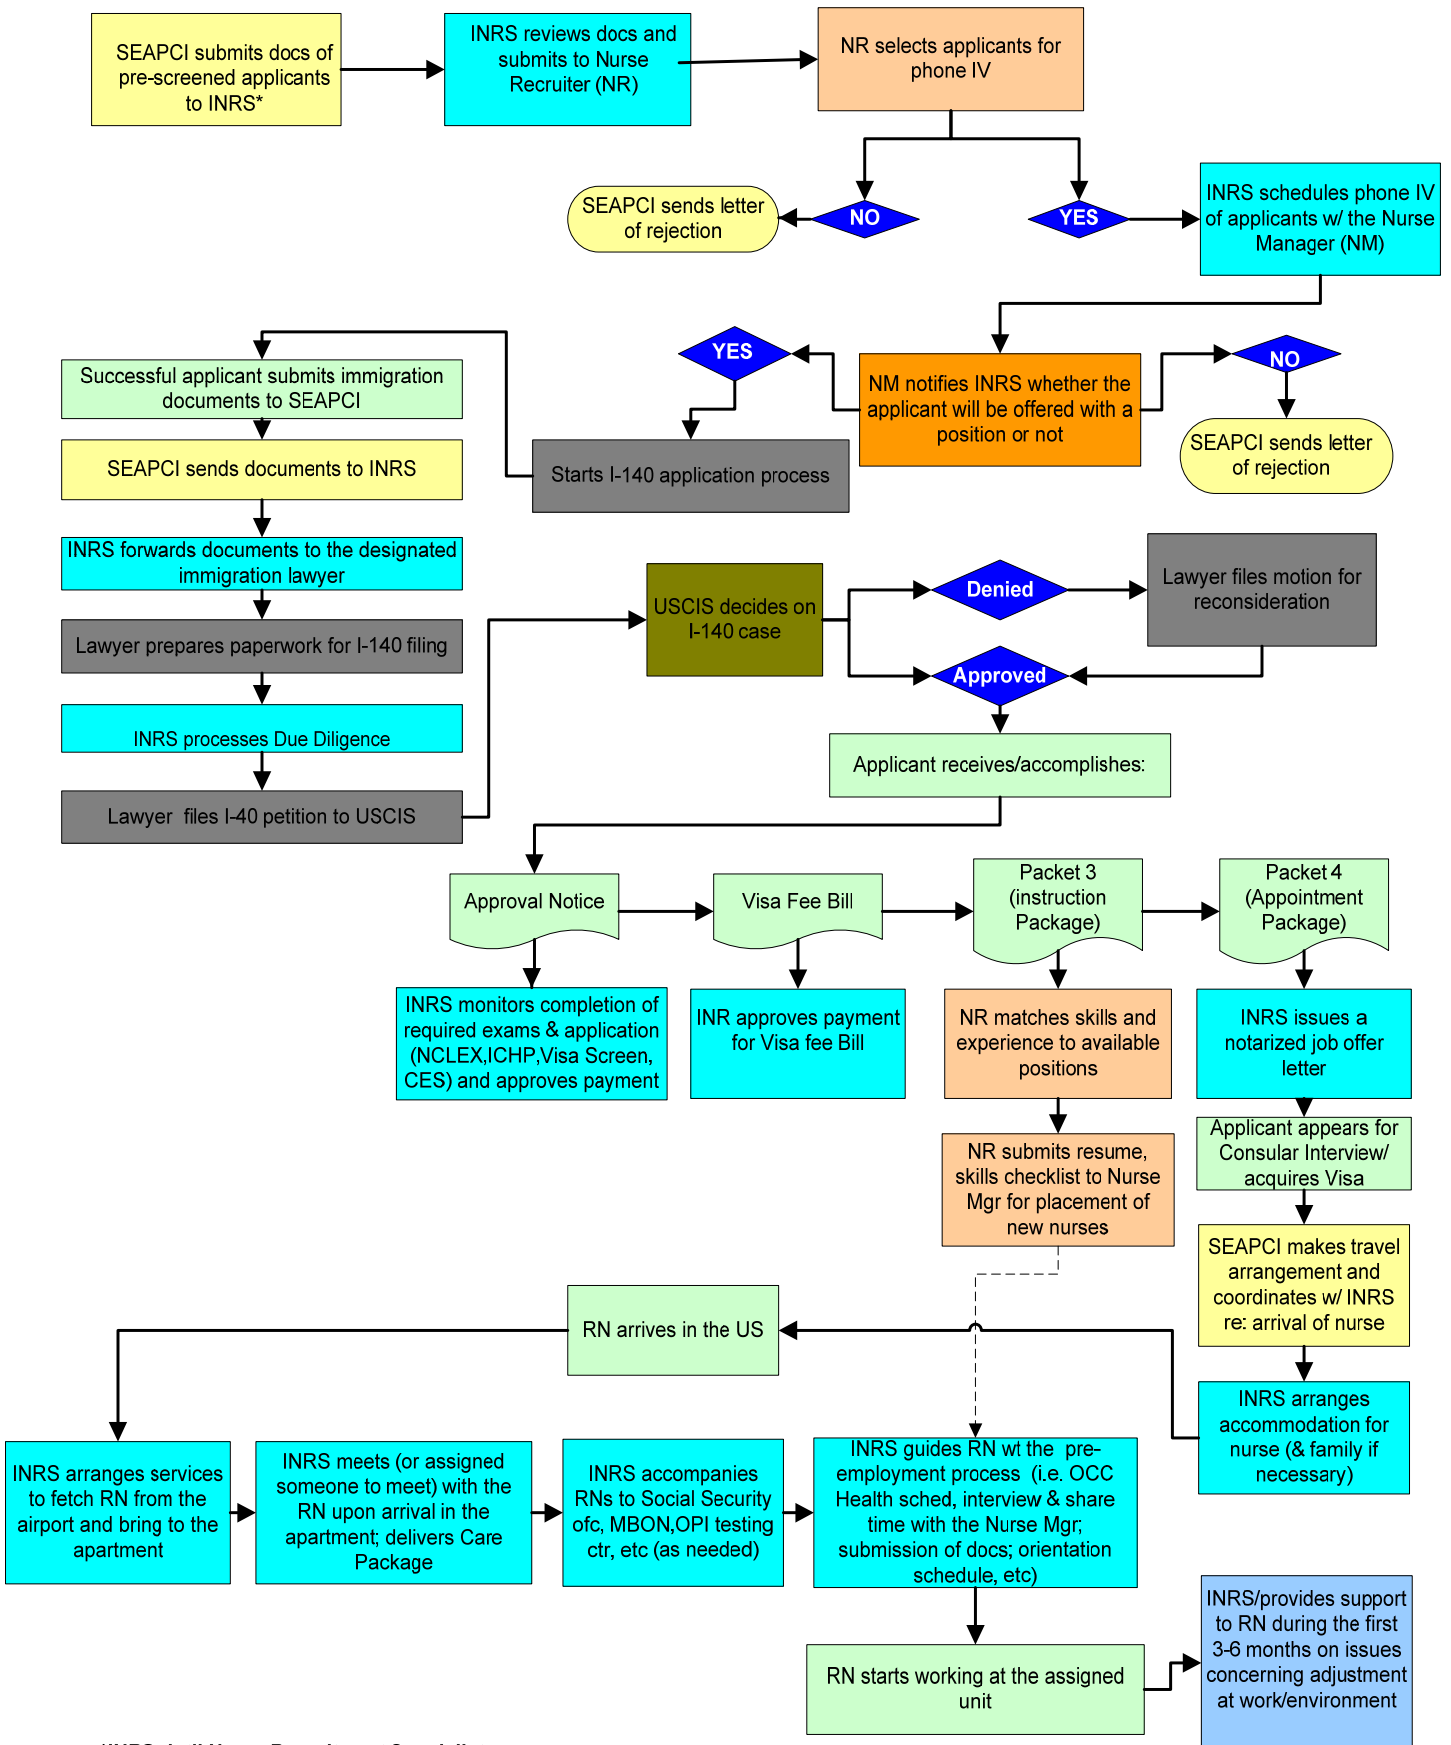 SEAPCI submits docs of
pre-screened applicants
to INRS*
INRS reviews docs and
submits to Nurse
Recruiter (NR)
NR selects applicants for
phone IV
SEAPCI sends letter
of rejection
NO
YES
INRS schedules phone IV
of applicants w/ the Nurse
Manager (NM)
YES
NO
NM notifies INRS whether the
applicant will be offered with a
position or not
SEAPCI sends letter
of rejection
Starts I-140 application process
Successful applicant submits immigration
documents to SEAPCI
SEAPCI sends documents to INRS
INRS forwards documents to the designated
immigration lawyer
Lawyer prepares paperwork for I-140 filing
INRS processes Due Diligence
Lawyer files I-40 petition to USCIS
USCIS decides on
I-140 case
Denied
Lawyer files motion for
reconsideration
Approved
Applicant receives/accomplishes:
Approval Notice
Visa Fee Bill
Packet 3
(instruction
Package)
Packet 4
(Appointment
Package)
INRS monitors completion of
required exams & application
(NCLEX,ICHP,Visa Screen,
CES) and approves payment
INR approves payment
for Visa fee Bill
NR matches skills and
experience to available
positions
INRS issues a
notarized job offer
letter
NR submits resume,
skills checklist to Nurse
Mgr for placement of
new nurses
Applicant appears for
Consular Interview/
acquires Visa
SEAPCI makes travel
arrangement and
coordinates w/ INRS
re: arrival of nurse
RN arrives in the US
INRS arranges
accommodation for
nurse (& family if
necessary)
INRS arranges services
to fetch RN from the
airport and bring to the
apartment
INRS meets (or assigned
someone to meet) with the
RN upon arrival in the
apartment; delivers Care
Package
INRS accompanies
RNs to Social Security
ofc, MBON,OPI testing
ctr, etc (as needed)
INRS guides RN wt the pre-
employment process (i.e. OCC
Health sched, interview & share
time with the Nurse Mgr;
submission of docs; orientation
schedule, etc)
RN starts working at the assigned
unit
INRS/provides support
to RN during the first
3-6 months on issues
concerning adjustment
at work/environment